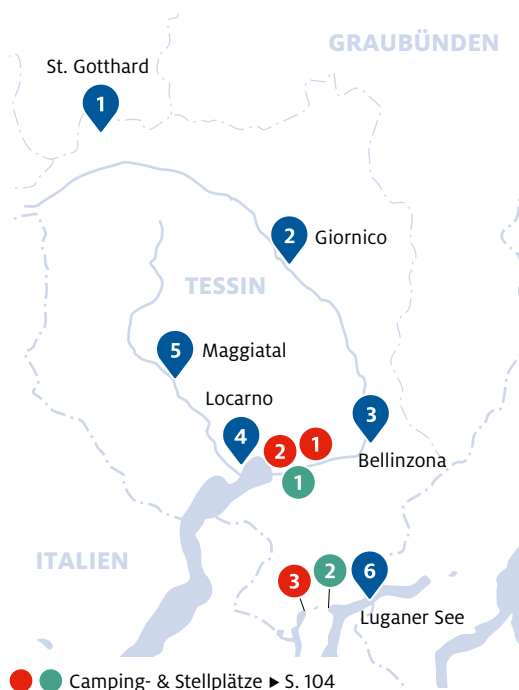 GRAUBÜNDEN
St. Gotthard
1
2 Giornico
TESSIN
5 Maggiatal
Locarno
3
4 2 1
Bellinzona
1
ITALIEN
3 2 6
Luganer See
Camping- & Stellplätze ▸ S. 104